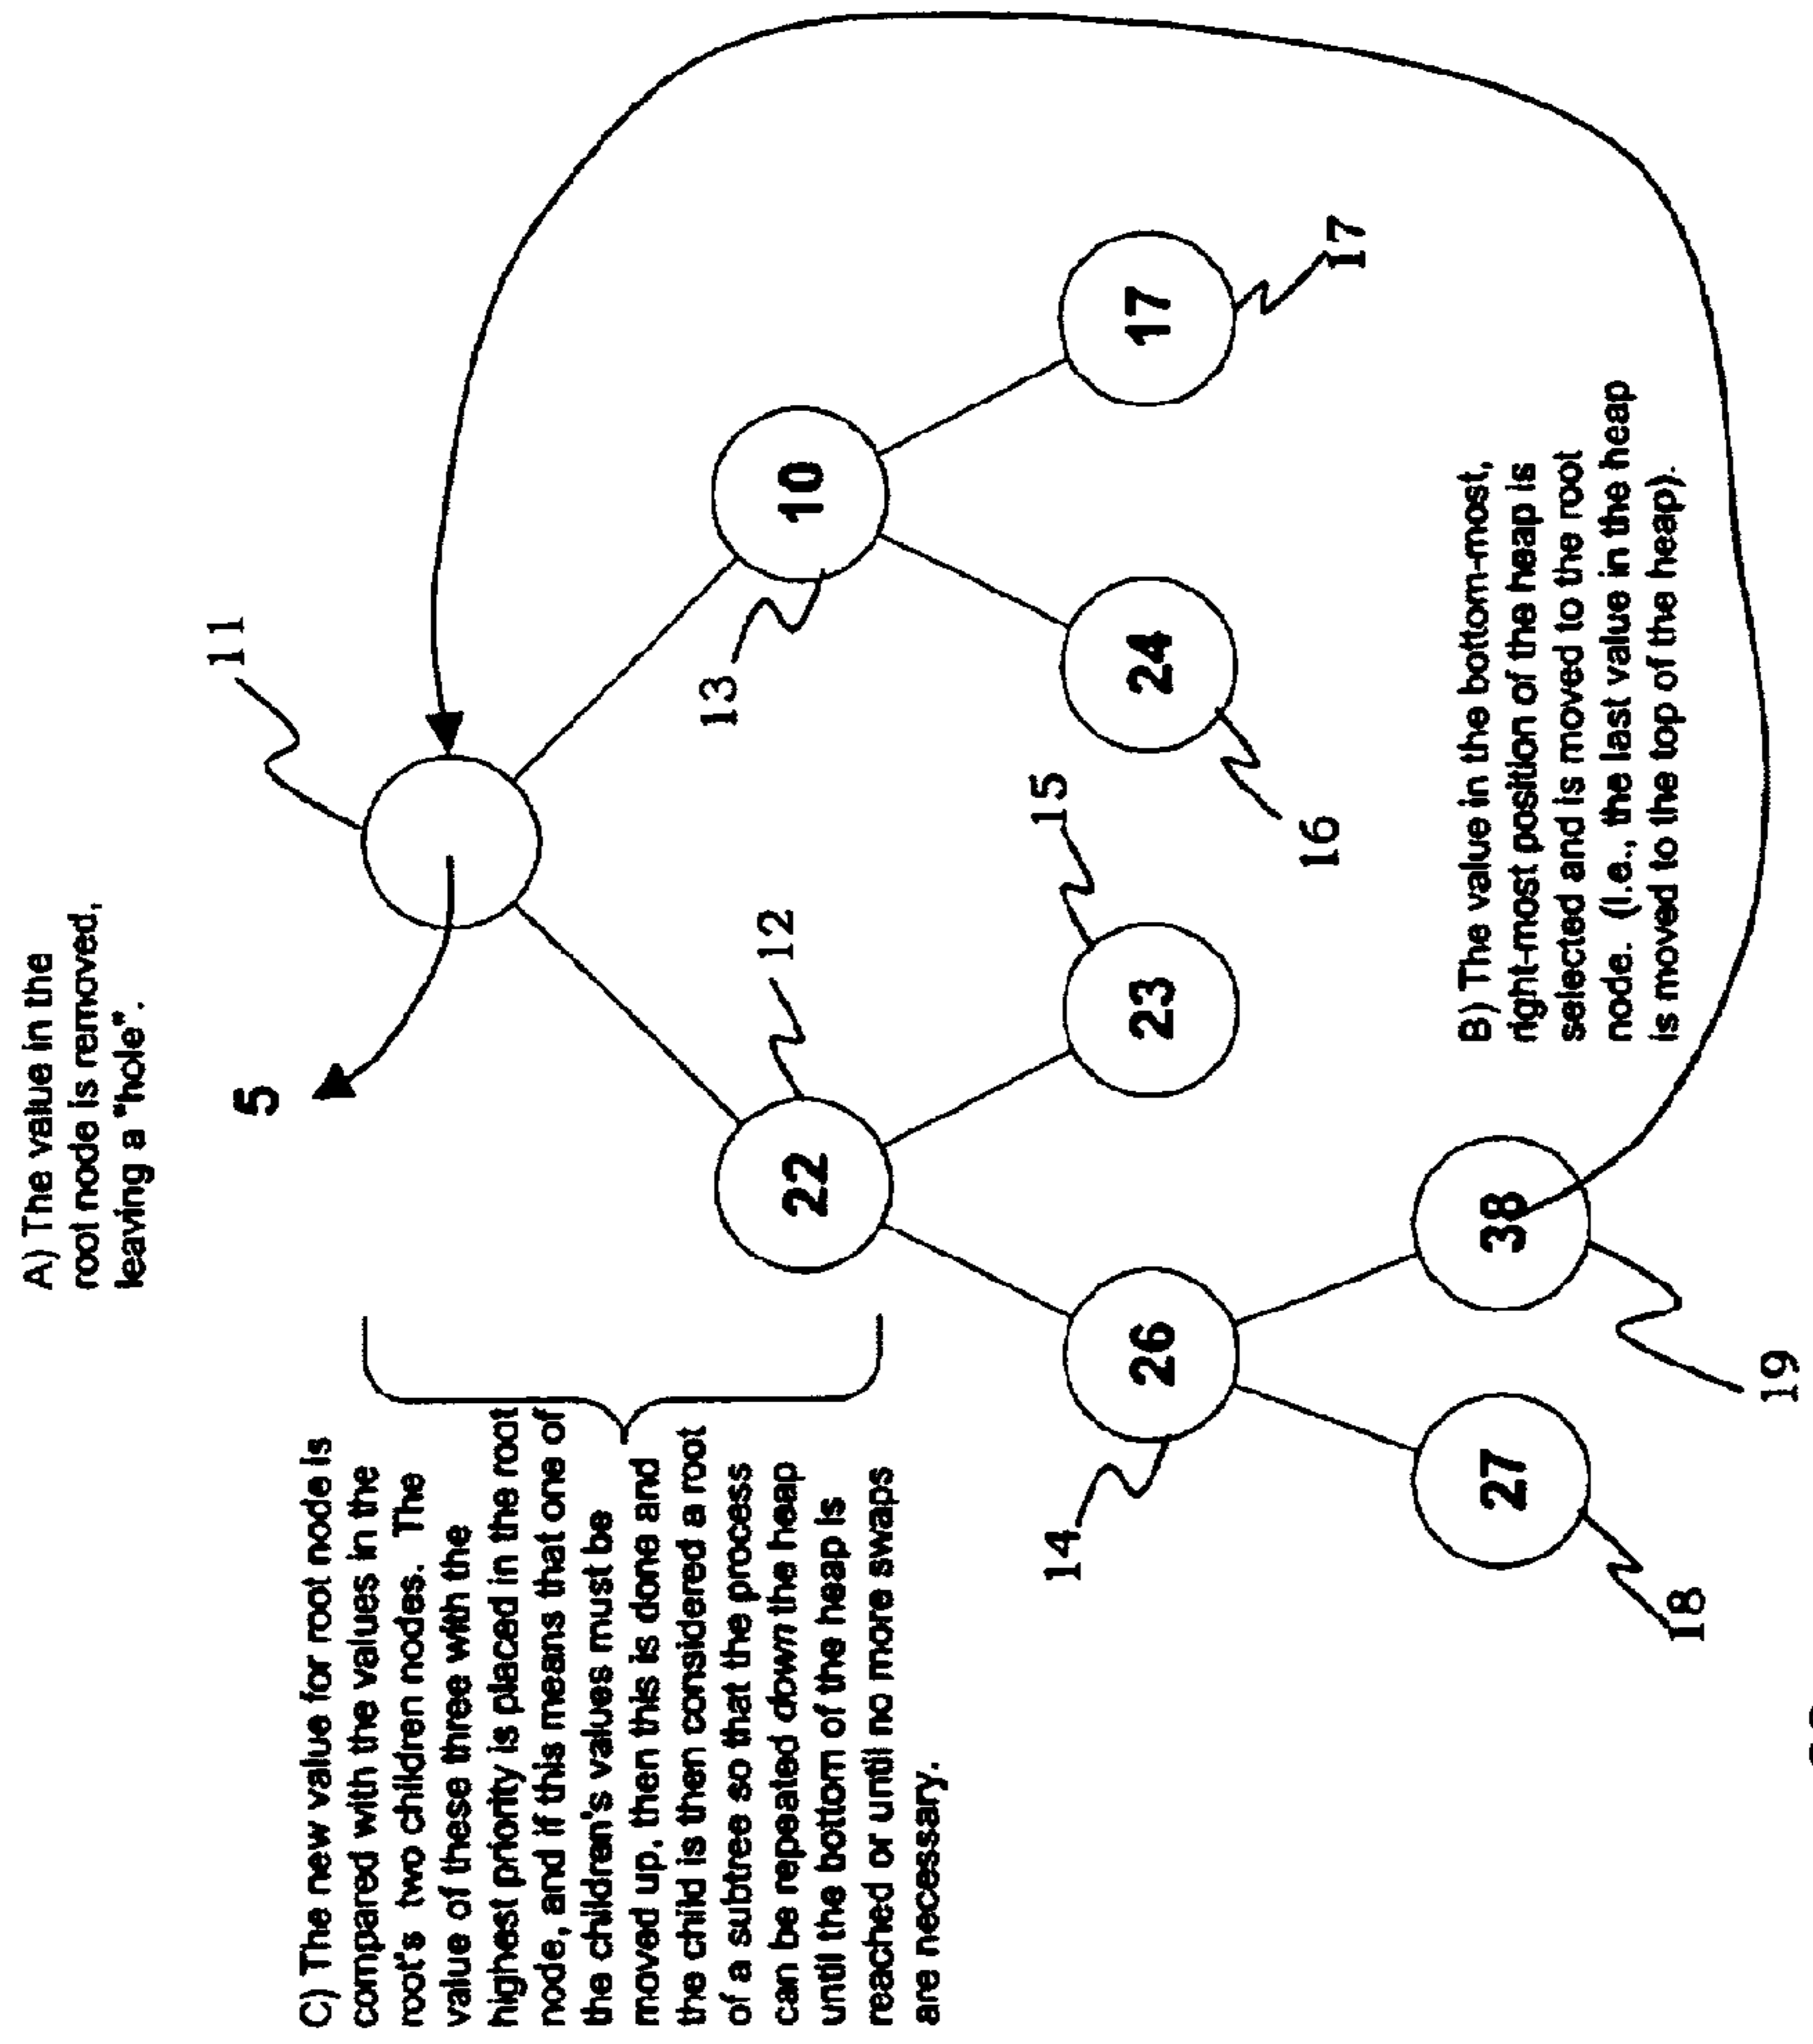 A) The value in the
root node is removed,
leaving a "hole".
5
11
C) The new value for root node is
compared with the values in the
root's two children nodes. The
value of these three with the
highest priority is placed in the root
node, and if this means that one of
the children's values must be
moved up, then this is done and
the child is then considered a root
of a subtree so that the process
can be repeated down the heap
until the bottom of the heap is
reached or until no more swaps
are necessary.
22
12
13
10
14
26
23
15
24
16
17
17
27
18
38
19
B) The value in the bottom-most,
right-most position of the heap is
selected and is moved to the root
node. (I.e., the last value in the heap
is moved to the top of the heap).